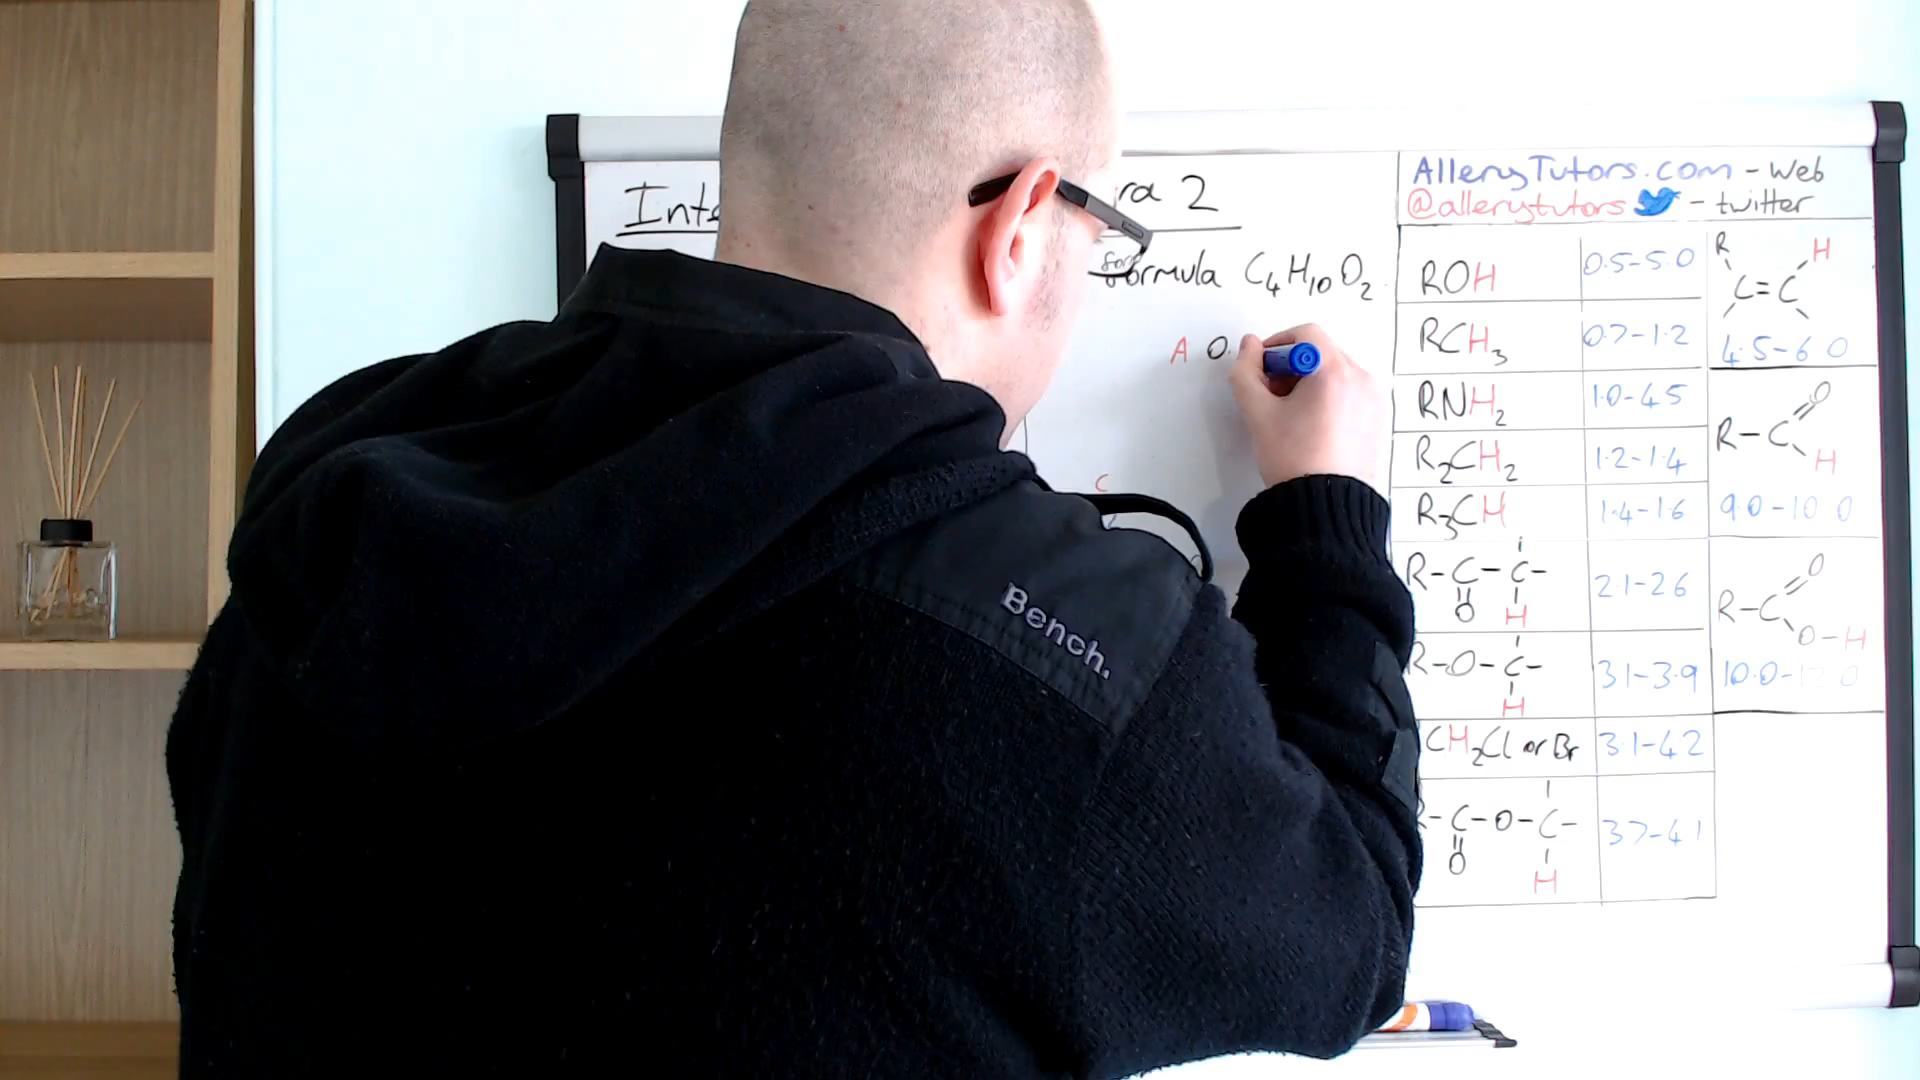 AlleryTutors.com - web
@allerytutors - twitter
ra 2
formula C₄H₁₀O₂
A O.
C
Bench.
ROH 0.5-5.0
RCH₃ 0.7-1.2
RNH₂ 1.0-4.5
R₂CH₂ 1.2-1.4
R₃CH 1.4-1.6
R-C-C-
O H
2.1-2.6
R-O-C-
H
3.1-3.9
CH₂Cl or Br 3.1-4.2
-C-O-C-
O
H
3.7-4.1
R H
C=C
4.5-6.0
O
R-C
H
9.0-10.0
O
R-C
O-H
10.0-12.0